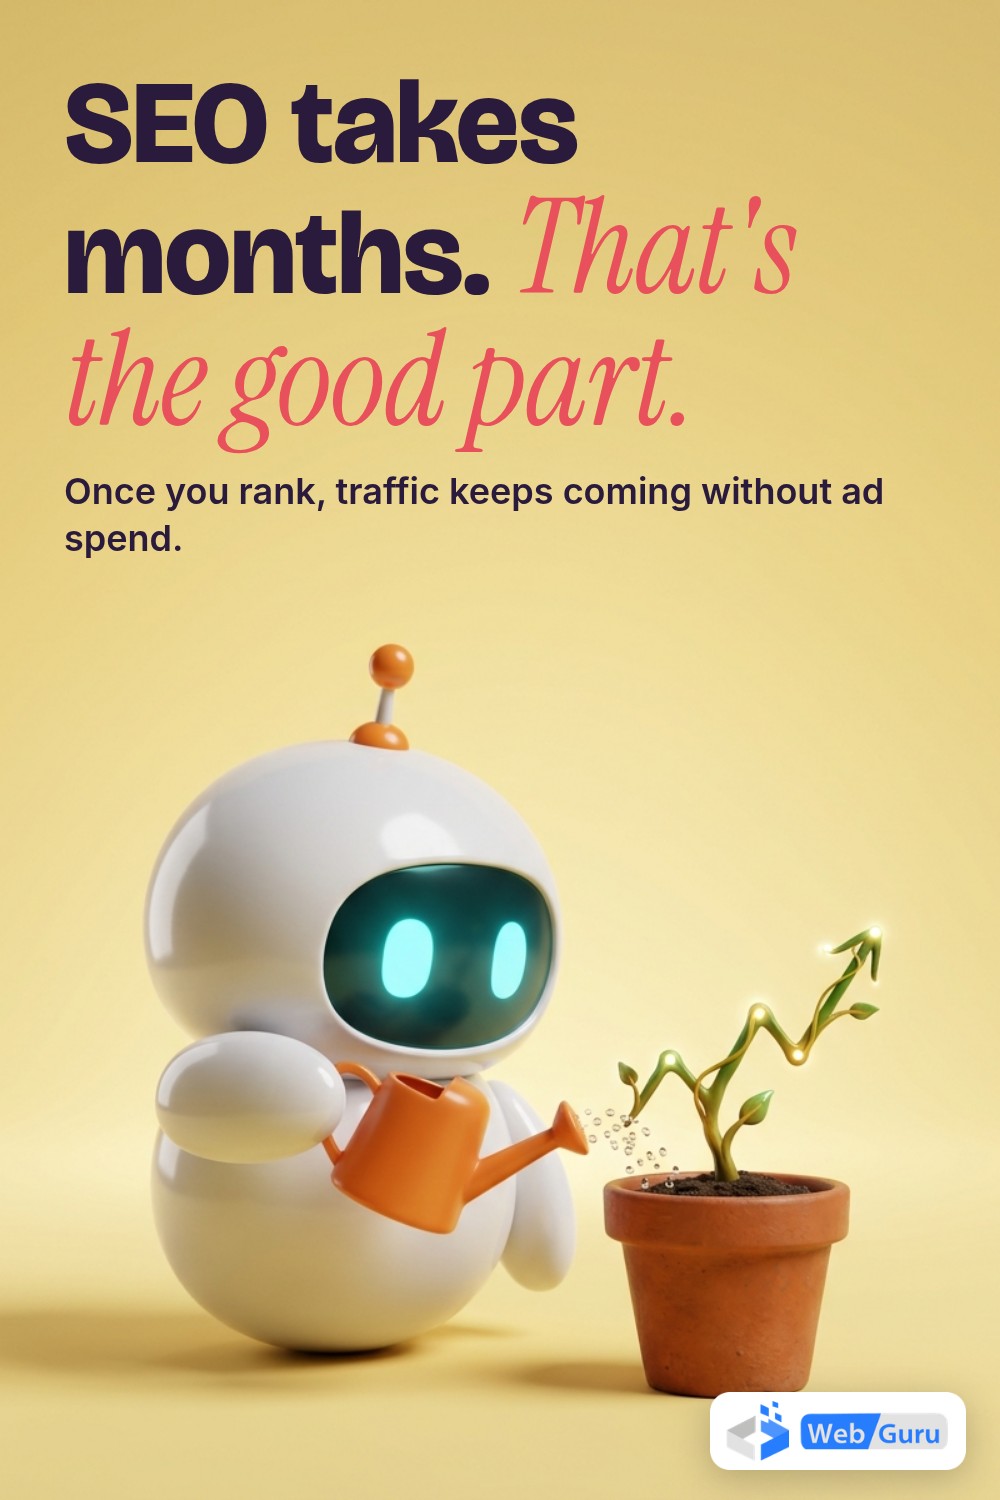 SEO takes
months. That's
the good part.
Once you rank, traffic keeps coming without ad
spend.
Web Guru